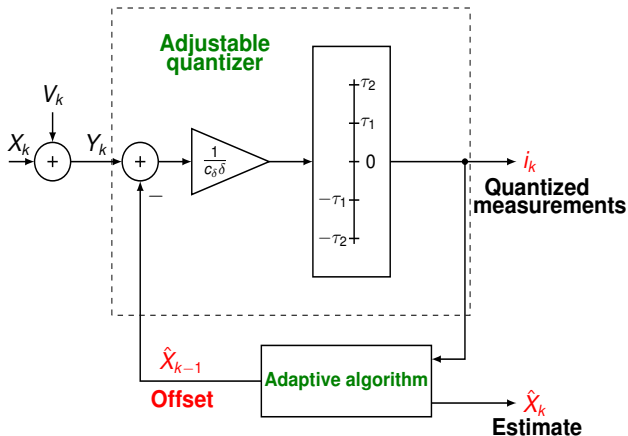 Adjustable
quantizer
V_k
X_k
+
Y_k
+
−
1
c_δδ
τ_2
τ_1
0
−τ_1
−τ_2
i_k
Quantized
measurements
X̂_{k−1}
Offset
Adaptive algorithm
X̂_k
Estimate